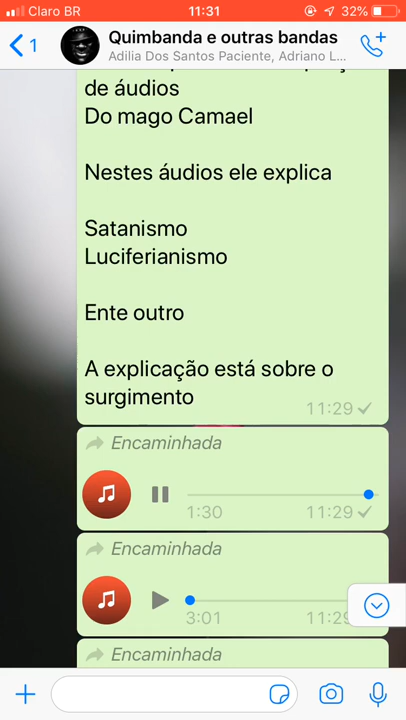 Claro BR 11:31 32%
1 Quimbanda e outras bandas
Adilia Dos Santos Paciente, Adriano L...
de áudios
Do mago Camael
Nestes áudios ele explica
Satanismo
Luciferianismo
Ente outro
A explicação está sobre o
surgimento
11:29
Encaminhada
1:30 11:29
Encaminhada
3:01 11:29
Encaminhada